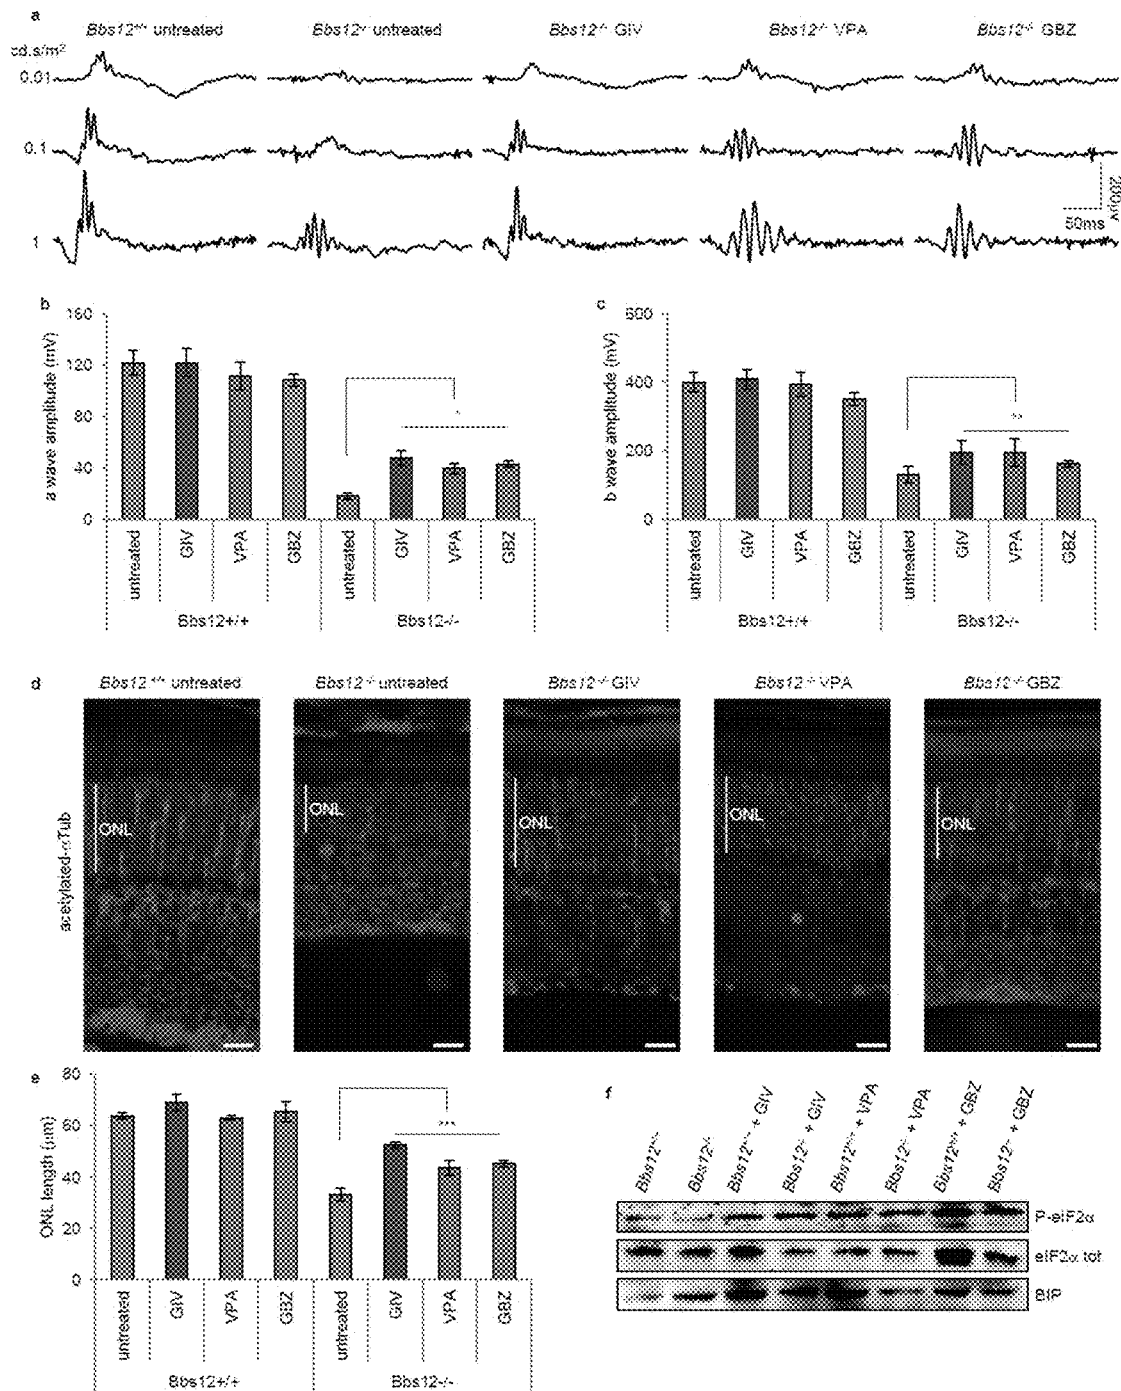 a
Bbs12+/+ untreated Bbs12-/- untreated Bbs12-/- GIV Bbs12-/- VPA Bbs12-/- GBZ
cd.s/m²
0.01
0.1
1
200µv
50ms
b
a wave amplitude (mV)
160
120
80
40
0
*
untreated GIV VPA GBZ untreated GIV VPA GBZ
Bbs12+/+ Bbs12-/-
c
b wave amplitude (mV)
600
400
200
0
**
untreated GIV VPA GBZ untreated GIV VPA GBZ
Bbs12+/+ Bbs12-/-
d
Bbs12+/+ untreated Bbs12-/- untreated Bbs12-/- GIV Bbs12-/- VPA Bbs12-/- GBZ
acetylated-αTub
ONL ONL ONL ONL ONL
e
ONL length (µm)
80
60
40
20
0
***
untreated GIV VPA GBZ untreated GIV VPA GBZ
Bbs12+/+ Bbs12-/-
f
Bbs12+/+ Bbs12-/- Bbs12+/+ + GIV Bbs12-/- + GIV Bbs12+/+ + VPA Bbs12-/- + VPA Bbs12+/+ + GBZ Bbs12-/- + GBZ
P-eIF2α
eIF2α tot
BIP